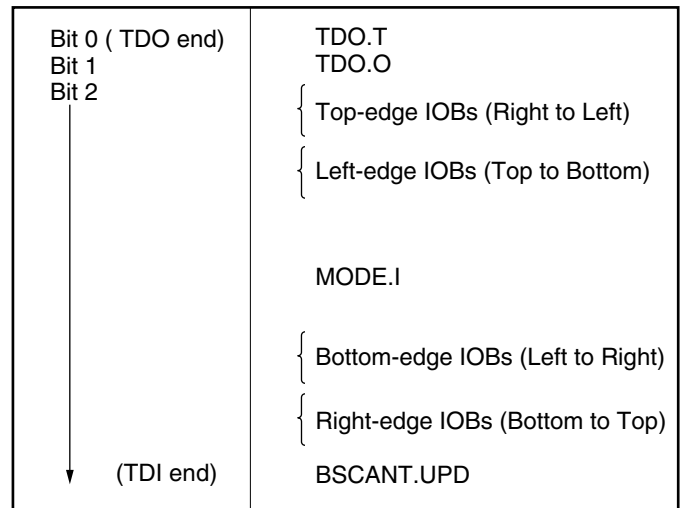 Bit 0 ( TDO end) TDO.T
Bit 1 TDO.O
Bit 2
Top-edge IOBs (Right to Left)
Left-edge IOBs (Top to Bottom)
MODE.I
Bottom-edge IOBs (Left to Right)
Right-edge IOBs (Bottom to Top)
(TDI end) BSCANT.UPD